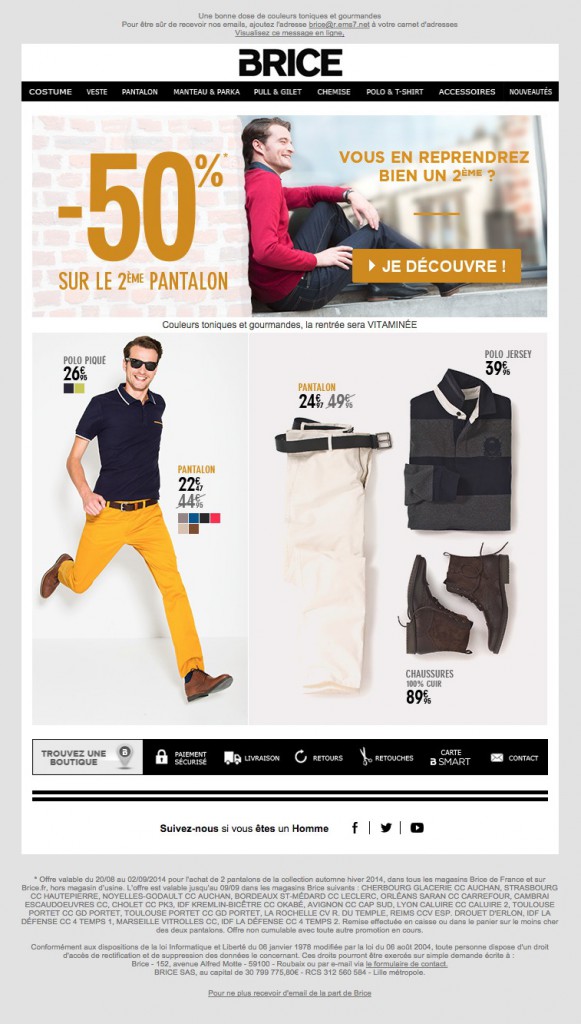 Une bonne dose de couleurs toniques et gourmandes
Pour être sûr de recevoir nos emails, ajoutez l'adresse brice@r.ems7.net à votre carnet d'adresses
Visualisez ce message en ligne.
BRICE
COSTUME VESTE PANTALON MANTEAU & PARKA PULL & GILET CHEMISE POLO & T-SHIRT ACCESSOIRES NOUVEAUTÉS
-50%*
SUR LE 2ÈME PANTALON
VOUS EN REPRENDREZ
BIEN UN 2ÈME ?
JE DÉCOUVRE !
Couleurs toniques et gourmandes, la rentrée sera VITAMINÉE
POLO PIQUÉ
26€95
PANTALON
22€47
44€95
PANTALON
24€97 49€95
POLO JERSEY
39€95
CHAUSSURES
100% CUIR
89€95
TROUVEZ UNE
BOUTIQUE
B
PAIEMENT
SÉCURISÉ
LIVRAISON
RETOURS
RETOUCHES
CARTE
B SMART
CONTACT
Suivez-nous si vous êtes un Homme
* Offre valable du 20/08 au 02/09/2014 pour l'achat de 2 pantalons de la collection automne hiver 2014, dans tous les magasins Brice de France et sur
Brice.fr, hors magasin d'usine. L'offre est valable jusqu'au 09/09 dans les magasins Brice suivants : CHERBOURG GLACERIE CC AUCHAN, STRASBOURG
CC HAUTEPIERRE, NOYELLES-GODAULT CC AUCHAN, BORDEAUX ST-MÉDARD CC LECLERC, ORLÉANS SARAN CC CARREFOUR, CAMBRAI
ESCAUDOEUVRES CC, CHOLET CC PK3, IDF KREMLIN-BICÊTRE CC OKABÉ, AVIGNON CC CAP SUD, LYON CALUIRE CC CALUIRE 2, TOULOUSE
PORTET CC GD PORTET, TOULOUSE PORTET CC GD PORTET, LA ROCHELLE CV R. DU TEMPLE, REIMS CCV ESP. DROUET D'ERLON, IDF LA
DÉFENSE CC 4 TEMPS 1, MARSEILLE VITROLLES CC, IDF LA DÉFENSE CC 4 TEMPS 2. Remise effectuée en caisse ou dans le panier sur le moins cher
des deux pantalons. Offre non cumulable avec toute autre promotion en cours.
Conformément aux dispositions de la loi Informatique et Liberté du 06 janvier 1978 modifiée par la loi du 06 août 2004, toute personne dispose d'un droit
d'accès de rectification et de suppression des données le concernant. Ces droits pourront être exercés sur simple demande écrite à :
Brice - 152, avenue Alfred Motte - 59100 - Roubaix ou par e-mail via le formulaire de contact.
BRICE SAS, au capital de 30 799 775,80€ - RCS 312 560 584 - Lille métropole.
Pour ne plus recevoir d'email de la part de Brice